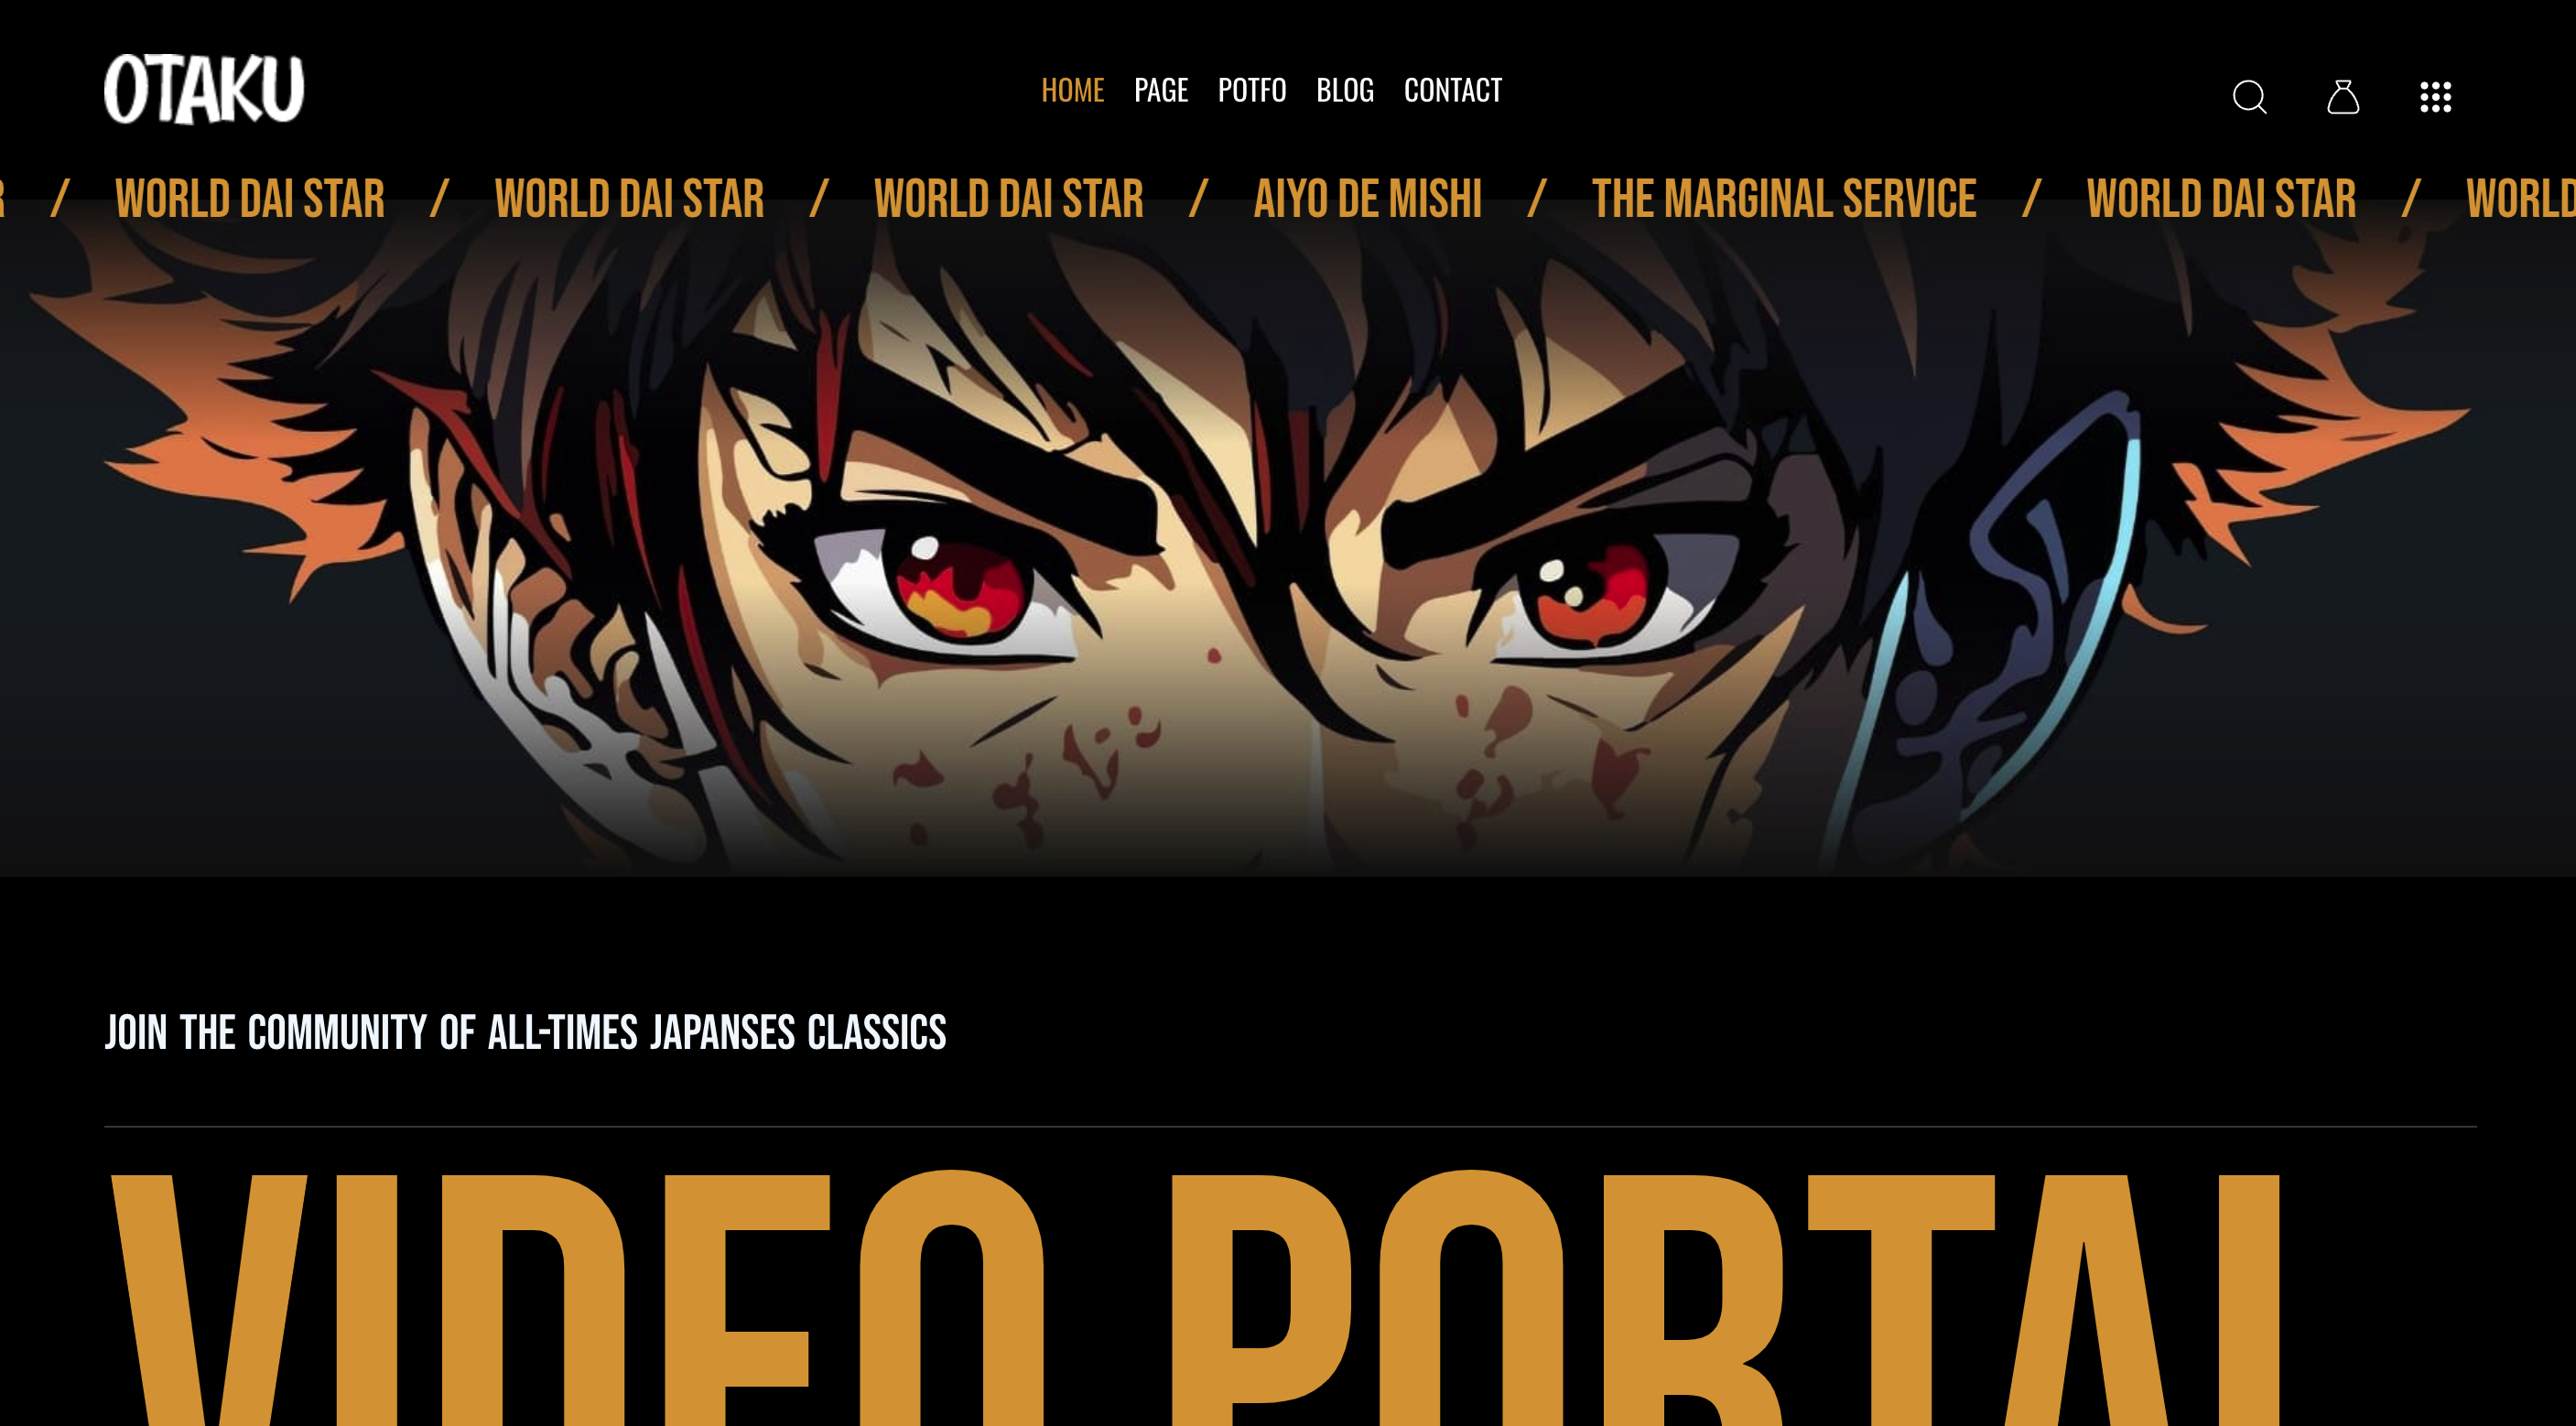 OTAKU
HOME PAGE POTFO BLOG CONTACT
/ WORLD DAI STAR / WORLD DAI STAR / WORLD DAI STAR / AIYO DE MISHI / THE MARGINAL SERVICE / WORLD DAI STAR / WORLD
JOIN THE COMMUNITY OF ALL-TIMES JAPANSES CLASSICS
VIDEO PORTAL